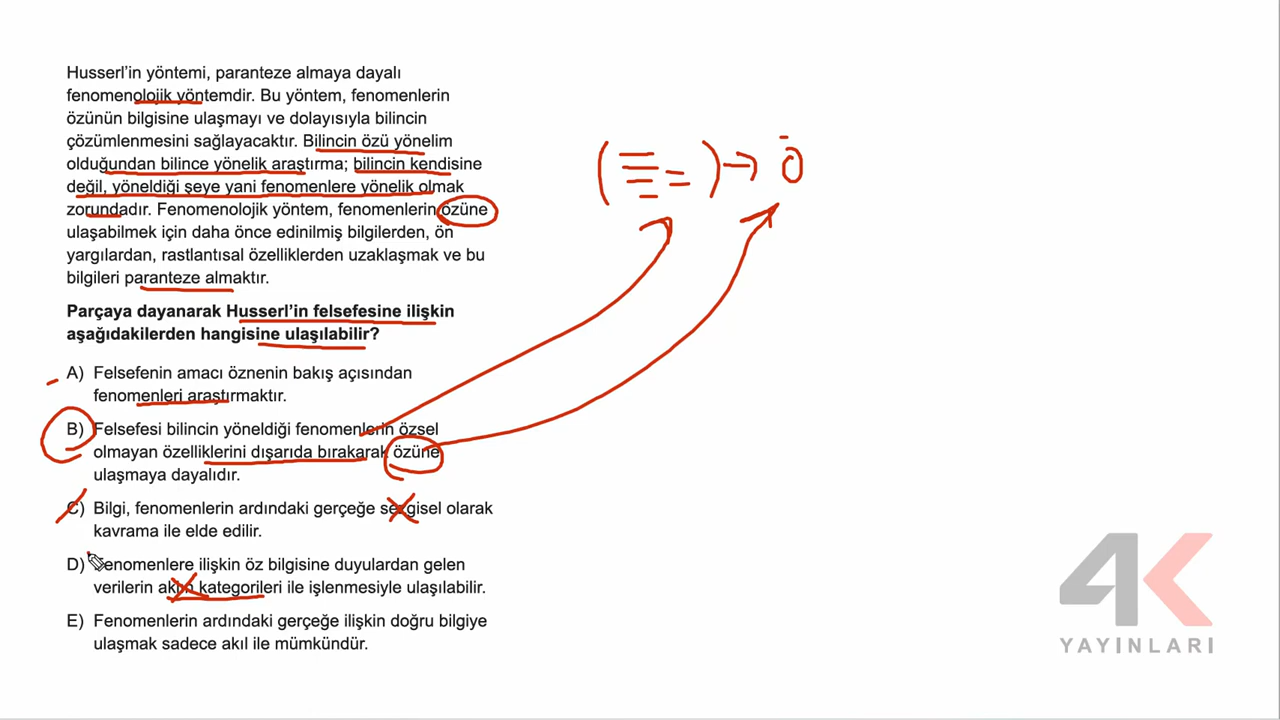 Husserl'in yöntemi, paranteze almaya dayalı
fenomenolojik yöntemdir. Bu yöntem, fenomenlerin
özünün bilgisine ulaşmayı ve dolayısıyla bilincin
çözümlenmesini sağlayacaktır. Bilincin özü yönelim
olduğundan bilince yönelik araştırma; bilincin kendisine
değil, yöneldiği şeye yani fenomenlere yönelik olmak
zorundadır. Fenomenolojik yöntem, fenomenlerin özüne
ulaşabilmek için daha önce edinilmiş bilgilerden, ön
yargılardan, rastlantısal özelliklerden uzaklaşmak ve bu
bilgileri paranteze almaktır.
Parçaya dayanarak Husserl'in felsefesine ilişkin
aşağıdakilerden hangisine ulaşılabilir?
A) Felsefenin amacı öznenin bakış açısından
fenomenleri araştırmaktır.
B) Felsefesi bilincin yöneldiği fenomenlerin özsel
olmayan özelliklerini dışarıda bırakarak özüne
ulaşmaya dayalıdır.
C) Bilgi, fenomenlerin ardındaki gerçeğe sezgisel olarak
kavrama ile elde edilir.
D) Fenomenlere ilişkin öz bilgisine duyulardan gelen
verilerin aklın kategorileri ile işlenmesiyle ulaşılabilir.
E) Fenomenlerin ardındaki gerçeğe ilişkin doğru bilgiye
ulaşmak sadece akıl ile mümkündür.
4K
YAYINLARI